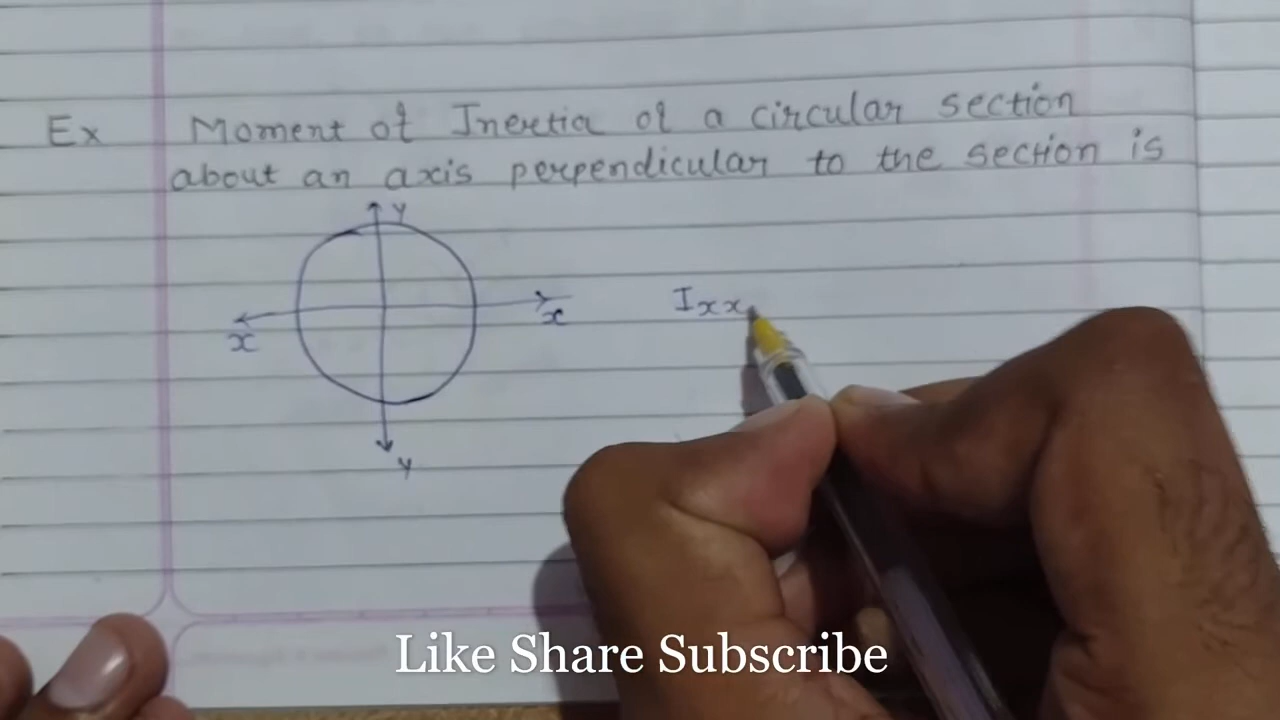 Ex Moment of Inertia of a circular section
about an axis perpendicular to the section is
y
x x
Ixx
y
Like Share Subscribe